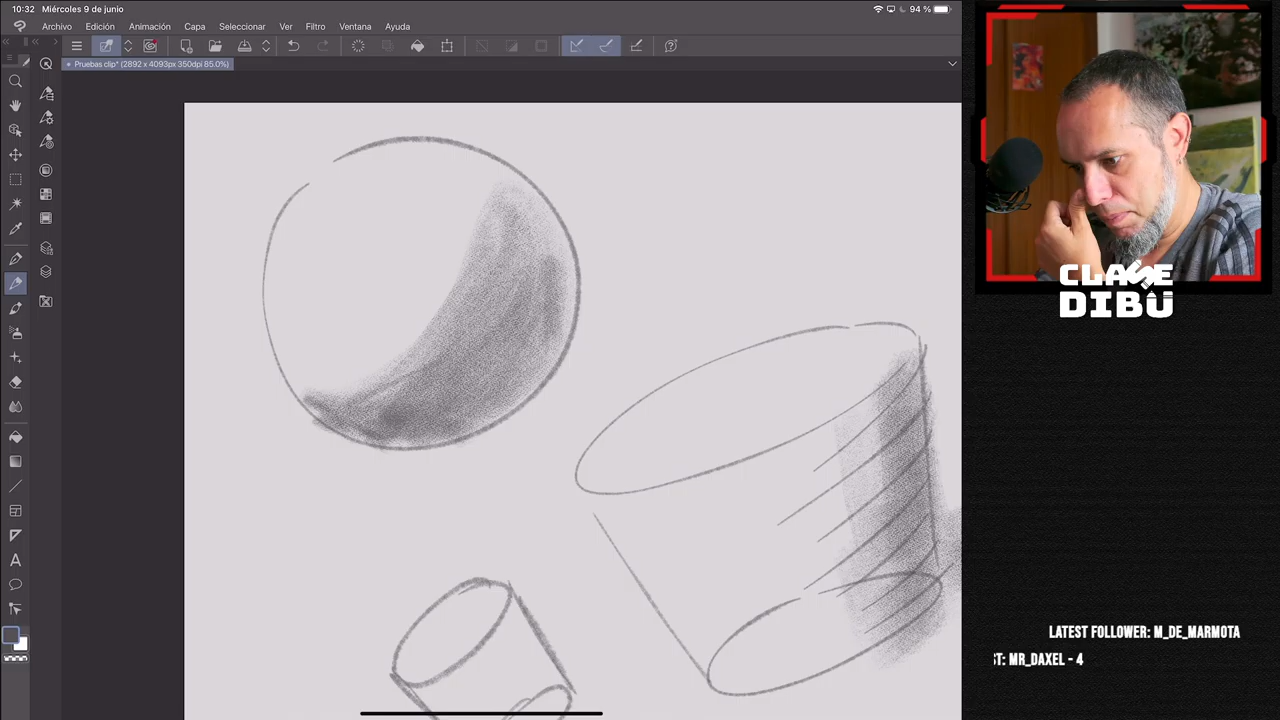 10:32 Miércoles 9 de junio
94 %
Archivo Edición Animación Capa Seleccionar Ver Filtro Ventana Ayuda
Pruebas clip* (2892 x 4093px 350dpi 85.0%)
A
CLASE
DIBU
LATEST FOLLOWER: M_DE_MARMOTA
ST: MR_DAXEL - 4